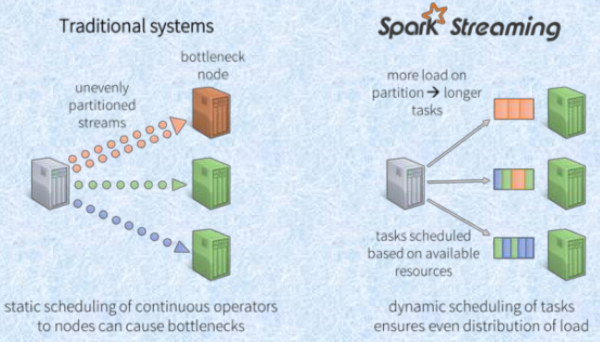 Traditional systems
bottleneck
node
unevenly
partitioned
streams
static scheduling of continuous operators
to nodes can cause bottlenecks
Spark Streaming
more load on
partition → longer
tasks
tasks scheduled
based on available
resources
dynamic scheduling of tasks
ensures even distribution of load